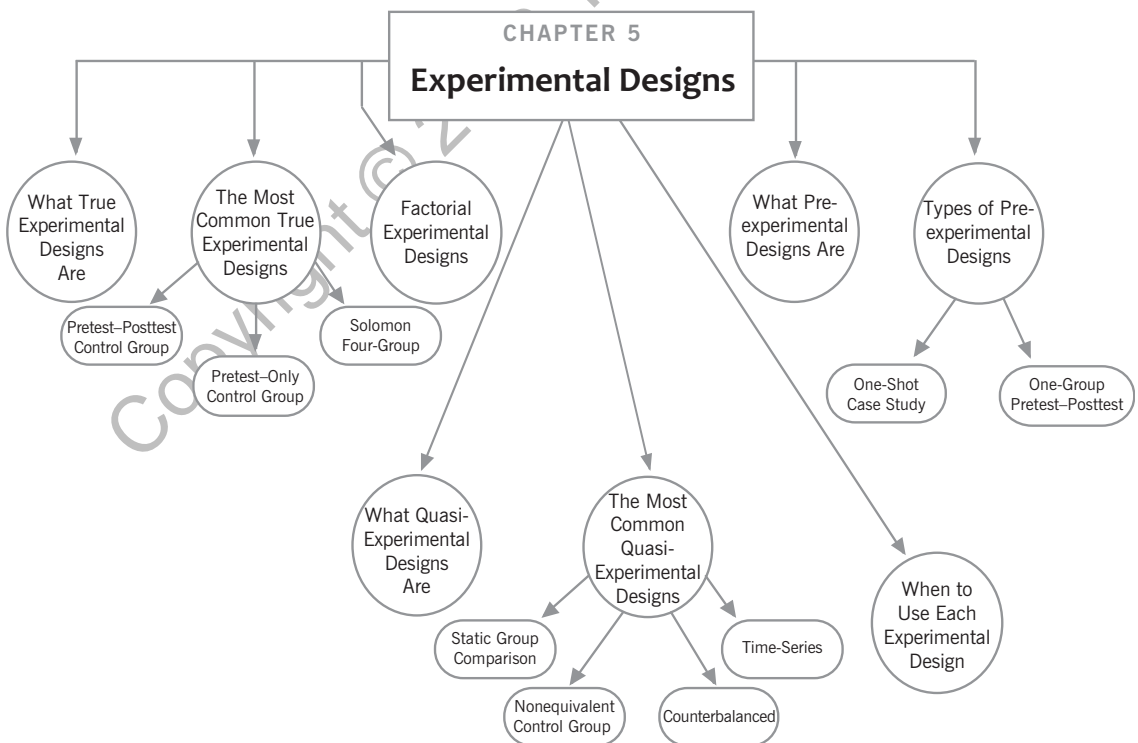 CHAPTER 5
Experimental Designs
What True
Experimental
Designs
Are
The Most
Common True
Experimental
Designs
Factorial
Experimental
Designs
What Pre-
experimental
Designs Are
Types of Pre-
experimental
Designs
Pretest–Posttest
Control Group
Pretest–Only
Control Group
Solomon
Four-Group
One-Shot
Case Study
One-Group
Pretest–Posttest
What Quasi-
Experimental
Designs
Are
The Most
Common
Quasi-
Experimental
Designs
When to
Use Each
Experimental
Design
Static Group
Comparison
Nonequivalent
Control Group
Counterbalanced
Time-Series
Copyright ©